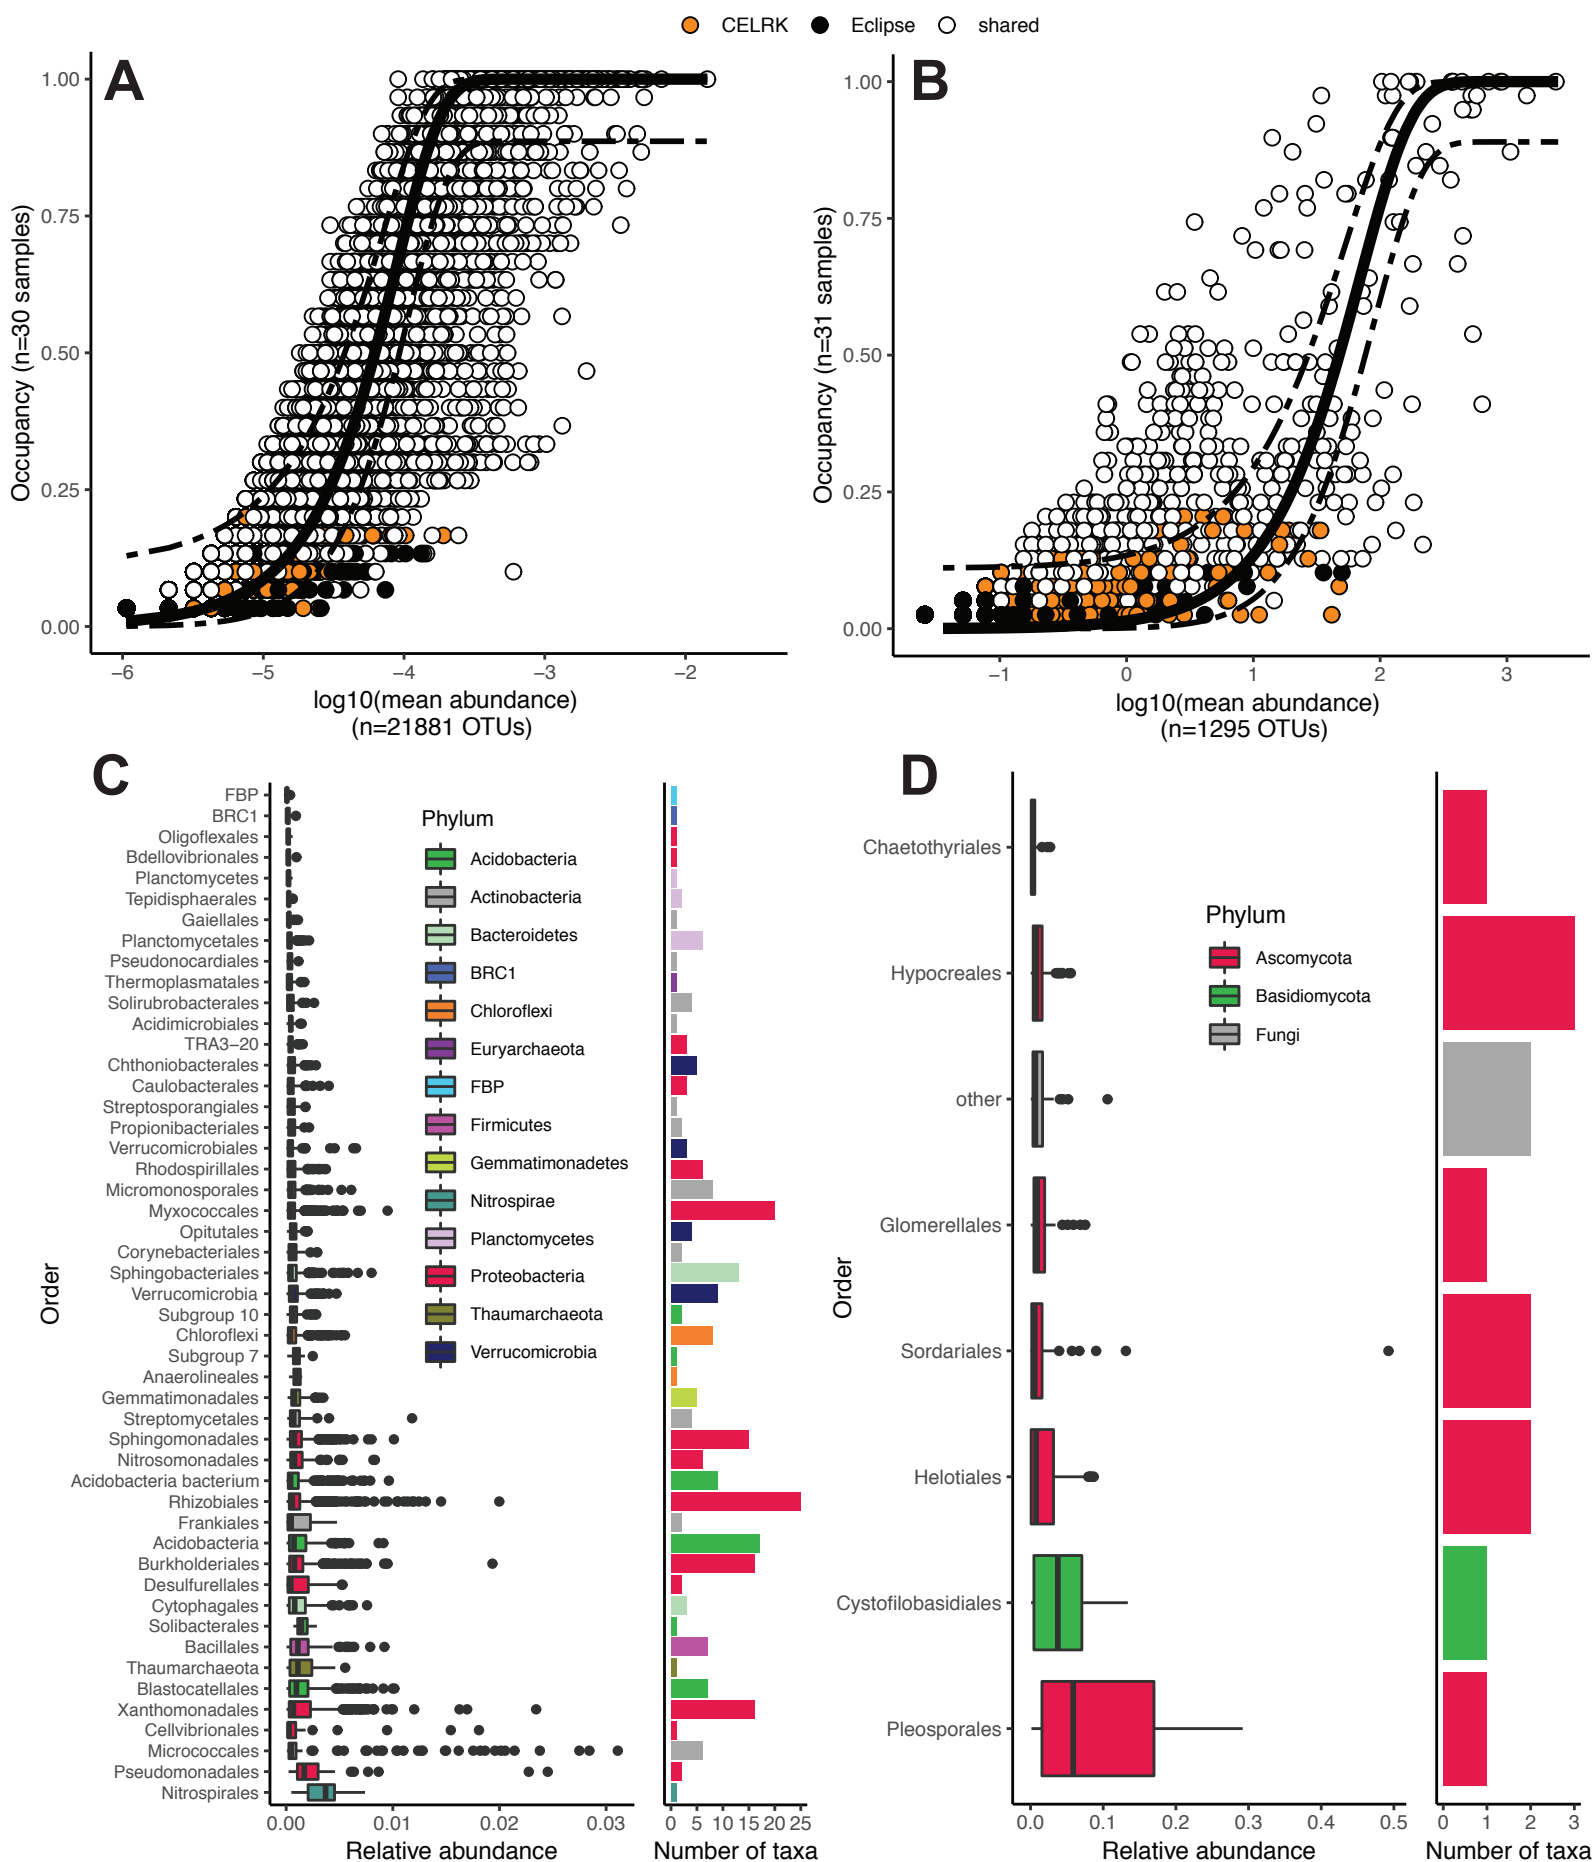 CELRK Eclipse shared
A
1.00
0.75
0.50
0.25
0.00
Occupancy (n=30 samples)
−6 −5 −4 −3 −2
log10(mean abundance)
(n=21881 OTUs)
B
1.00
0.75
0.50
0.25
0.00
Occupancy (n=31 samples)
−1 0 1 2 3
log10(mean abundance)
(n=1295 OTUs)
C
Order
FBP
BRC1
Oligoflexales
Bdellovibrionales
Planctomycetes
Tepidisphaerales
Gaiellales
Planctomycetales
Pseudonocardiales
Thermoplasmatales
Solirubrobacterales
Acidimicrobiales
TRA3−20
Chthoniobacterales
Caulobacterales
Streptosporangiales
Propionibacteriales
Verrucomicrobiales
Rhodospirillales
Micromonosporales
Myxococcales
Opitutales
Corynebacteriales
Sphingobacteriales
Verrucomicrobia
Subgroup 10
Chloroflexi
Subgroup 7
Anaerolineales
Gemmatimonadales
Streptomycetales
Sphingomonadales
Nitrosomonadales
Acidobacteria bacterium
Rhizobiales
Frankiales
Acidobacteria
Burkholderiales
Desulfurellales
Cytophagales
Solibacterales
Bacillales
Thaumarchaeota
Blastocatellales
Xanthomonadales
Cellvibrionales
Micrococcales
Pseudomonadales
Nitrospirales
0.00 0.01 0.02 0.03
Relative abundance
Phylum
Acidobacteria
Actinobacteria
Bacteroidetes
BRC1
Chloroflexi
Euryarchaeota
FBP
Firmicutes
Gemmatimonadetes
Nitrospirae
Planctomycetes
Proteobacteria
Thaumarchaeota
Verrucomicrobia
0 5 10 15 20 25
Number of taxa
D
Order
Chaetothyriales
Hypocreales
other
Glomerellales
Sordariales
Helotiales
Cystofilobasidiales
Pleosporales
0.0 0.1 0.2 0.3 0.4 0.5
Relative abundance
Phylum
Ascomycota
Basidiomycota
Fungi
0 1 2 3
Number of taxa